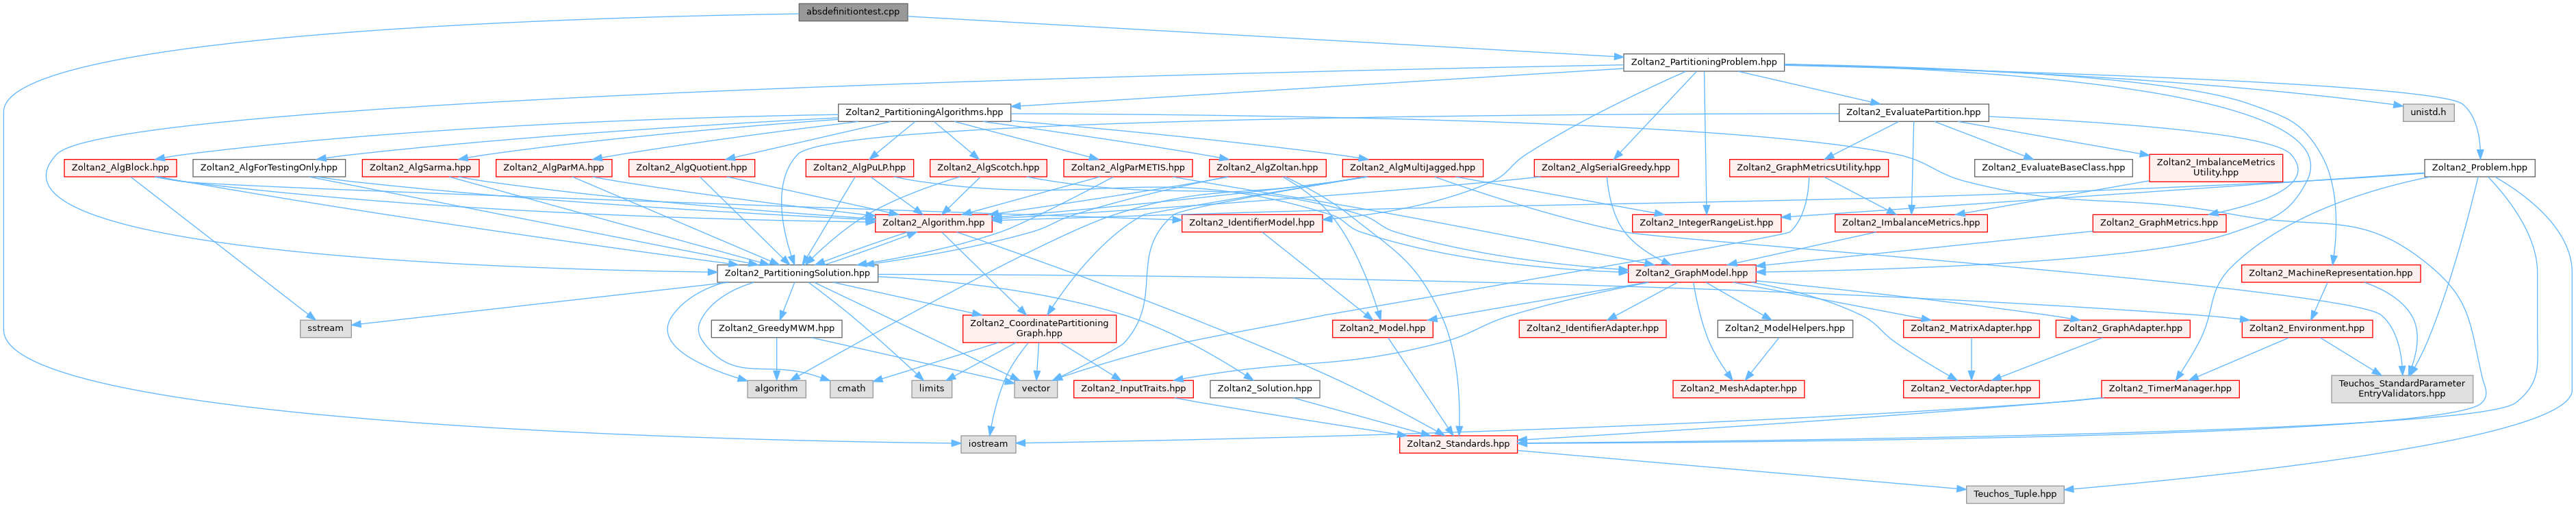 absdefinitiontest.cpp
Zoltan2_PartitioningProblem.hpp
Zoltan2_PartitioningAlgorithms.hpp
Zoltan2_EvaluatePartition.hpp
unistd.h
Zoltan2_AlgBlock.hpp
Zoltan2_AlgForTestingOnly.hpp
Zoltan2_AlgSarma.hpp
Zoltan2_AlgParMA.hpp
Zoltan2_AlgQuotient.hpp
Zoltan2_AlgPuLP.hpp
Zoltan2_AlgScotch.hpp
Zoltan2_AlgParMETIS.hpp
Zoltan2_AlgZoltan.hpp
Zoltan2_AlgMultiJagged.hpp
Zoltan2_AlgSerialGreedy.hpp
Zoltan2_GraphMetricsUtility.hpp
Zoltan2_EvaluateBaseClass.hpp
Zoltan2_ImbalanceMetrics
Utility.hpp
Zoltan2_Problem.hpp
Zoltan2_Algorithm.hpp
Zoltan2_IdentifierModel.hpp
Zoltan2_IntegerRangeList.hpp
Zoltan2_ImbalanceMetrics.hpp
Zoltan2_GraphMetrics.hpp
Zoltan2_PartitioningSolution.hpp
Zoltan2_GraphModel.hpp
Zoltan2_MachineRepresentation.hpp
sstream
Zoltan2_GreedyMWM.hpp
Zoltan2_CoordinatePartitioning
Graph.hpp
Zoltan2_Model.hpp
Zoltan2_IdentifierAdapter.hpp
Zoltan2_ModelHelpers.hpp
Zoltan2_MatrixAdapter.hpp
Zoltan2_GraphAdapter.hpp
Zoltan2_Environment.hpp
algorithm
cmath
limits
vector
Zoltan2_InputTraits.hpp
Zoltan2_Solution.hpp
Zoltan2_MeshAdapter.hpp
Zoltan2_VectorAdapter.hpp
Zoltan2_TimerManager.hpp
Teuchos_StandardParameter
EntryValidators.hpp
iostream
Zoltan2_Standards.hpp
Teuchos_Tuple.hpp